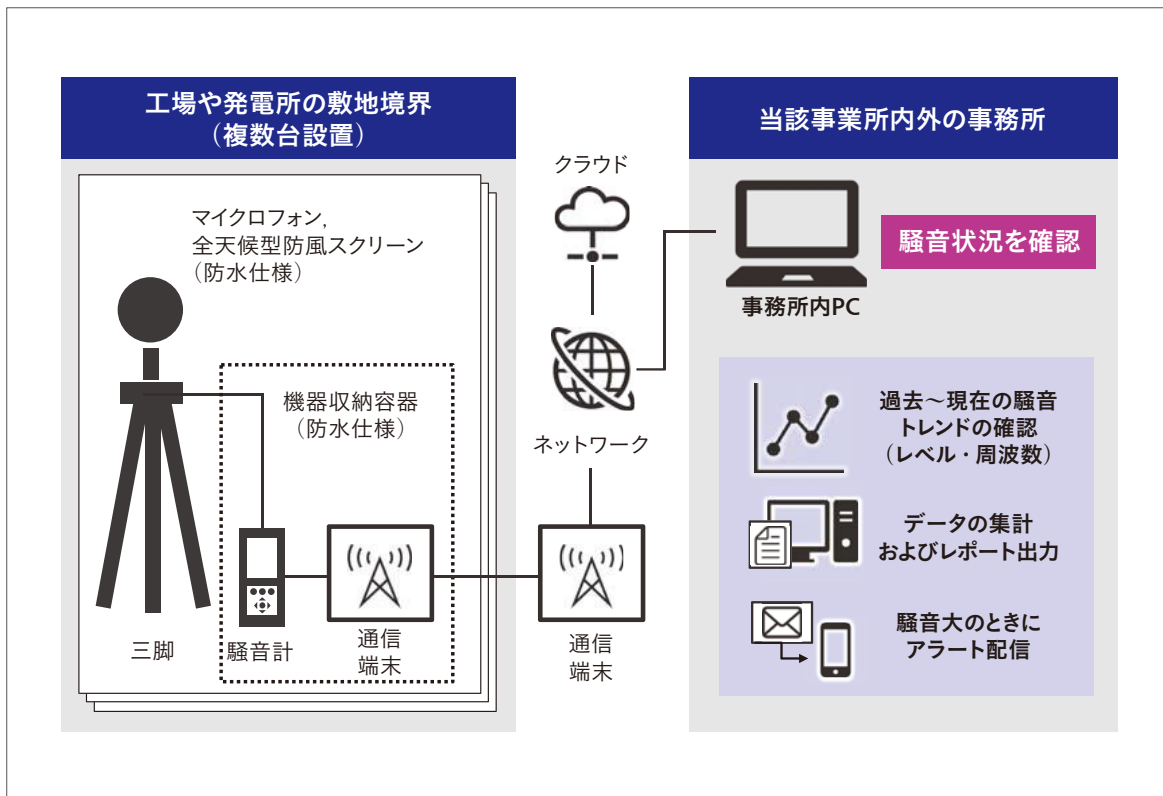 工場や発電所の敷地境界
（複数台設置）
マイクロフォン，
全天候型防風スクリーン
（防水仕様）
機器収納容器
（防水仕様）
三脚
騒音計
通信
端末
クラウド
ネットワーク
通信
端末
当該事業所内外の事務所
騒音状況を確認
事務所内PC
過去～現在の騒音
トレンドの確認
（レベル・周波数）
データの集計
およびレポート出力
騒音大のときに
アラート配信